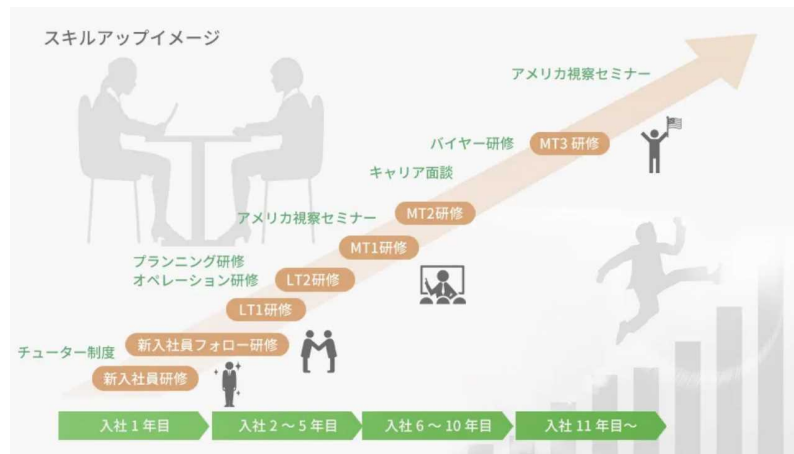 スキルアップイメージ
アメリカ視察セミナー
バイヤー研修
MT3 研修
キャリア面談
MT2研修
アメリカ視察セミナー
MT1研修
プランニング研修
オペレーション研修
LT2研修
LT1研修
新入社員フォロー研修
チューター制度
新入社員研修
入社 1 年目
入社 2 〜 5 年目
入社 6 〜 10 年目
入社 11 年目〜